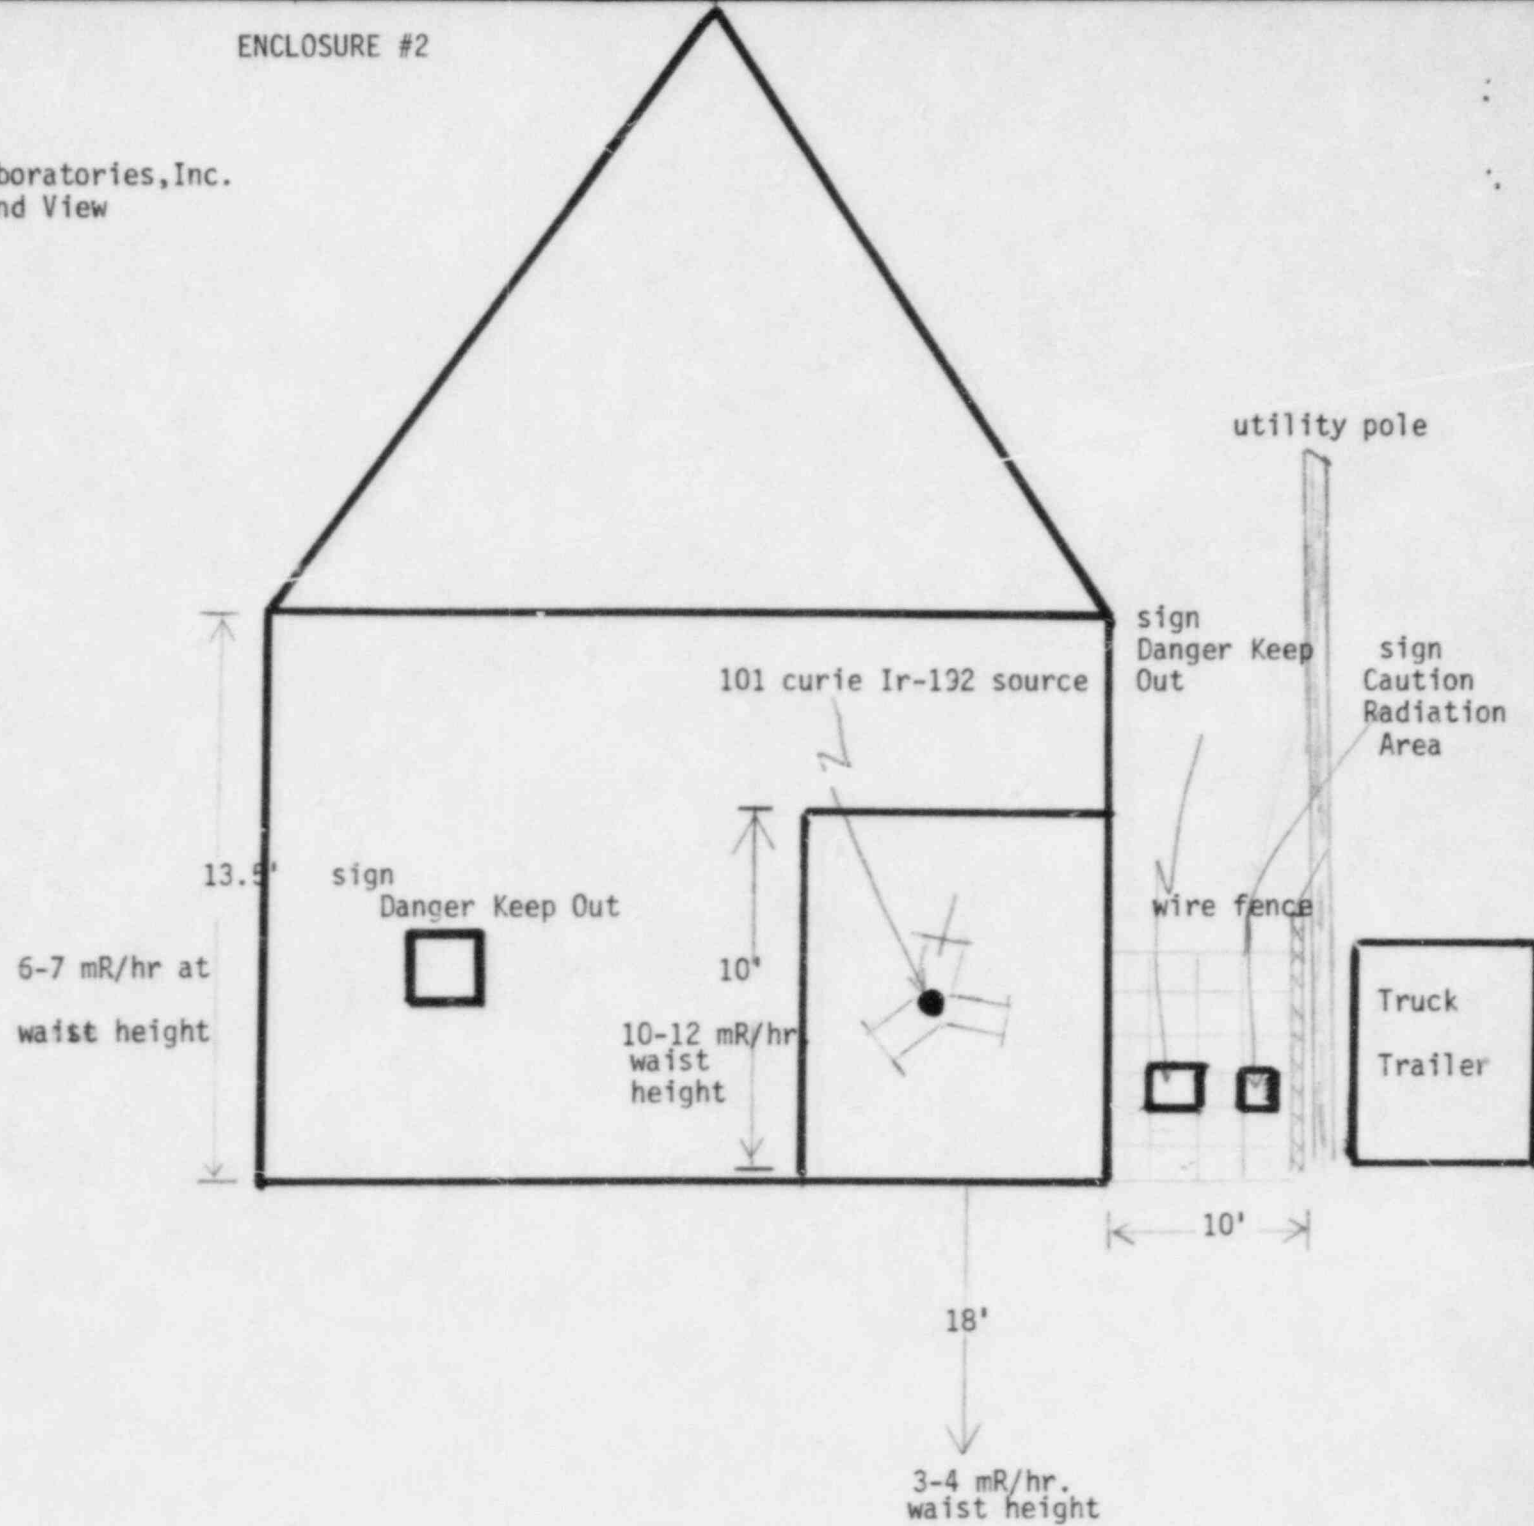 ENCLOSURE #2
boratories,Inc.
nd View
utility pole
sign
Danger Keep
Out
sign
Caution
Radiation
Area
101 curie Ir-192 source
13.5'
sign
Danger Keep Out
wire fence
6-7 mR/hr at
waist height
10'
10-12 mR/hr
waist
height
Truck
Trailer
10'
18'
3-4 mR/hr.
waist height